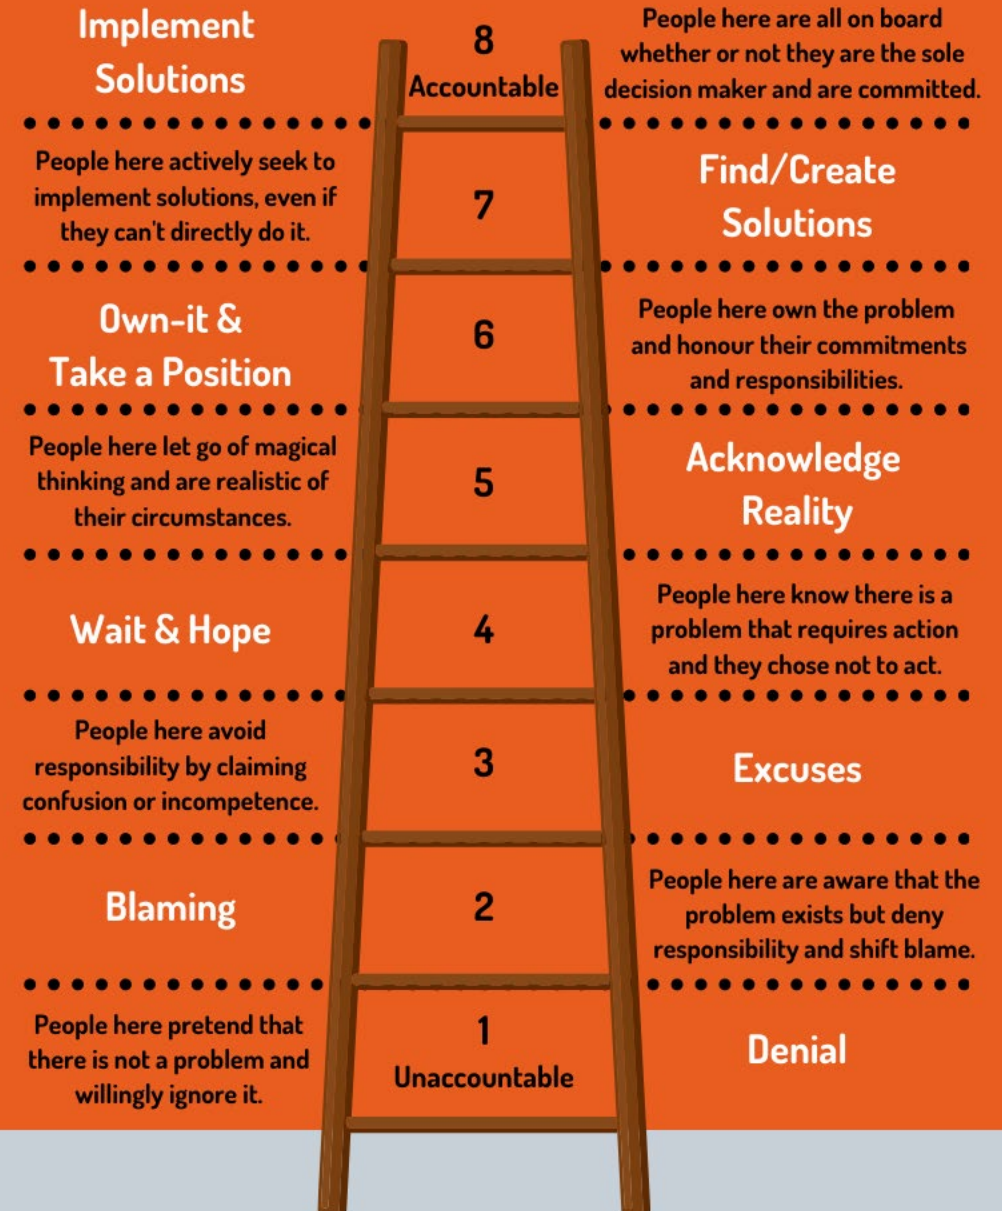 Implement
Solutions
8
Accountable
People here are all on board
whether or not they are the sole
decision maker and are committed.
People here actively seek to
implement solutions, even if
they can't directly do it.
7
Find/Create
Solutions
Own-it &
Take a Position
6
People here own the problem
and honour their commitments
and responsibilities.
People here let go of magical
thinking and are realistic of
their circumstances.
5
Acknowledge
Reality
Wait & Hope
4
People here know there is a
problem that requires action
and they chose not to act.
People here avoid
responsibility by claiming
confusion or incompetence.
3
Excuses
Blaming
2
People here are aware that the
problem exists but deny
responsibility and shift blame.
People here pretend that
there is not a problem and
willingly ignore it.
1
Unaccountable
Denial